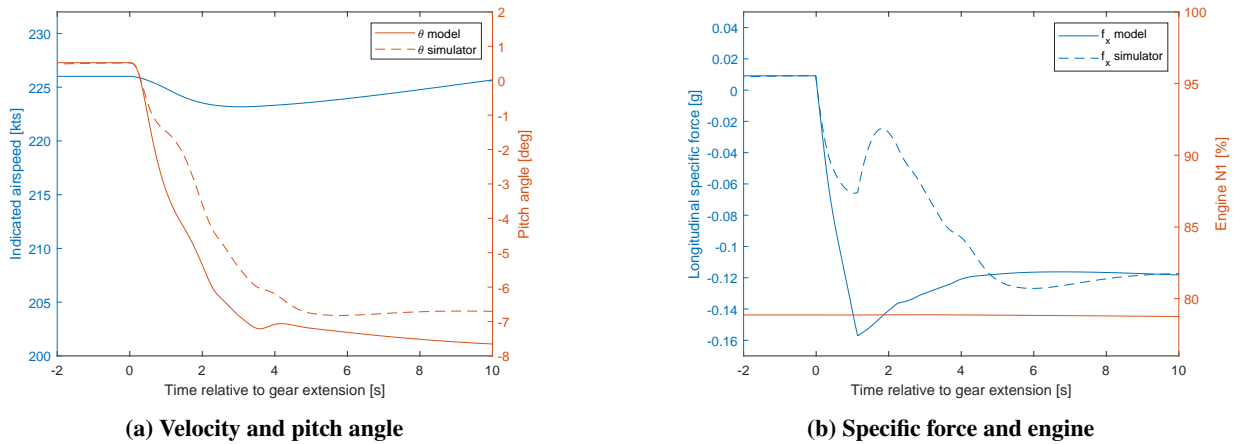 θ model
θ simulator
230
225
220
215
210
205
200
Indicated airspeed [kts]
2
1
0
-1
-2
-3
-4
-5
-6
-7
-8
Pitch angle [deg]
-2 0 2 4 6 8 10
Time relative to gear extension [s]
(a) Velocity and pitch angle
f_x model
f_x simulator
0.04
0.02
0
-0.02
-0.04
-0.06
-0.08
-0.1
-0.12
-0.14
-0.16
Longitudinal specific force [g]
100
95
90
85
80
Engine N1 [%]
-2 0 2 4 6 8 10
Time relative to gear extension [s]
(b) Specific force and engine